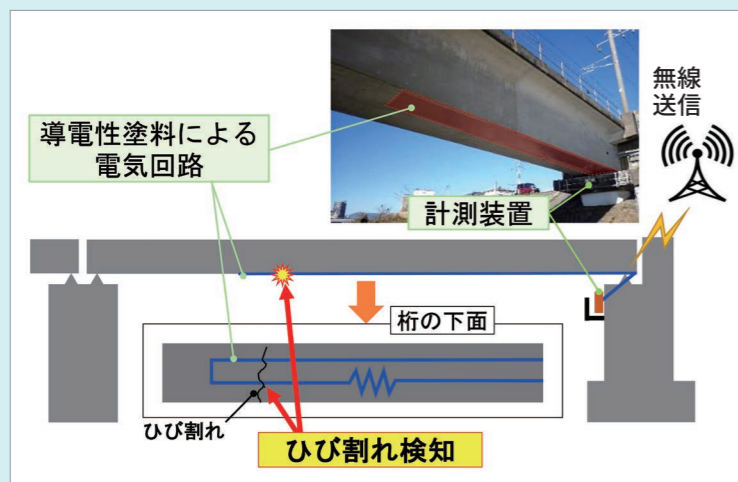 無線
送信
導電性塗料による
電気回路
計測装置
桁の下面
ひび割れ
ひび割れ検知